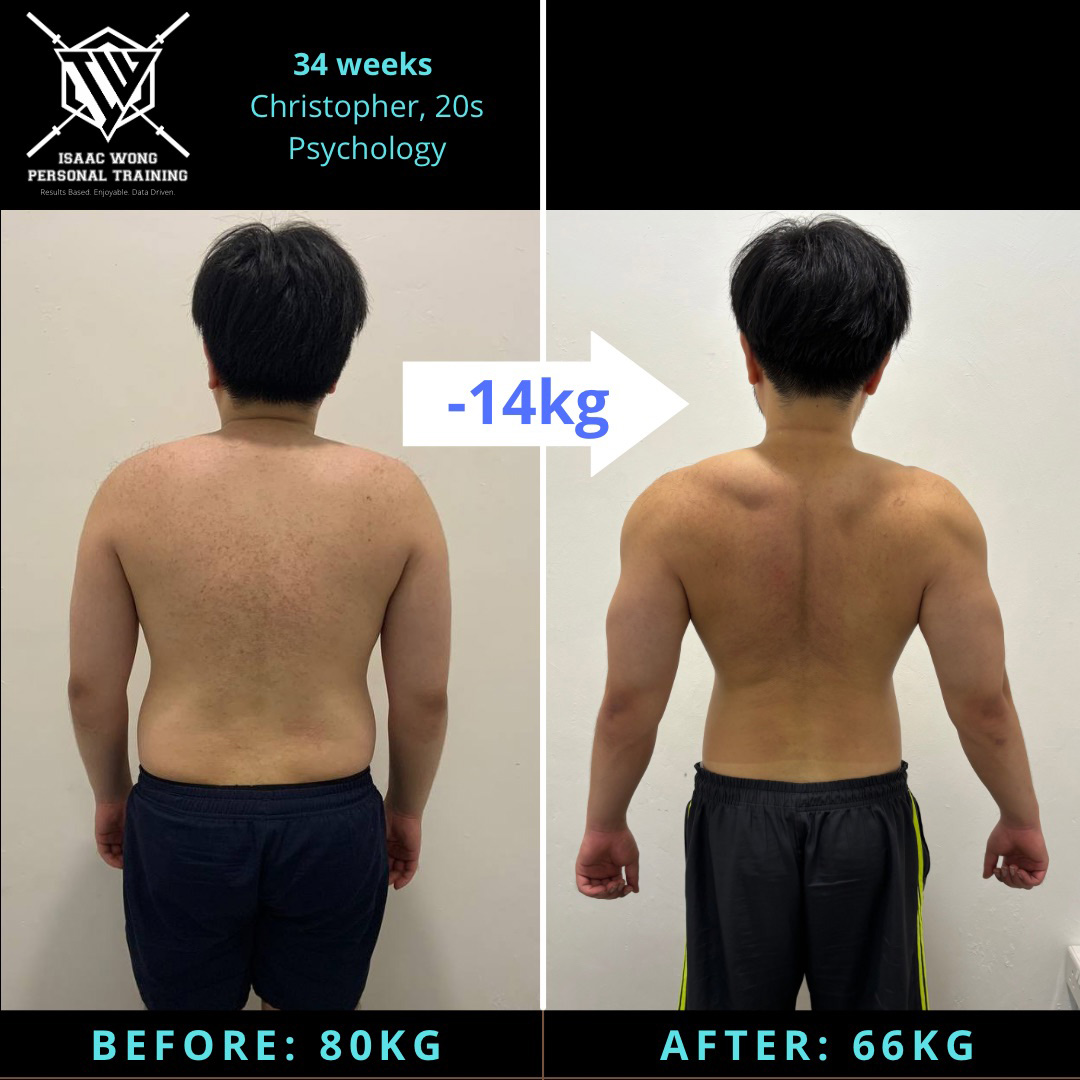 34 weeks
Christopher, 20s
Psychology
ISAAC WONG
PERSONAL TRAINING
Results Based. Enjoyable. Data Driven.
-14kg
BEFORE: 80KG
AFTER: 66KG